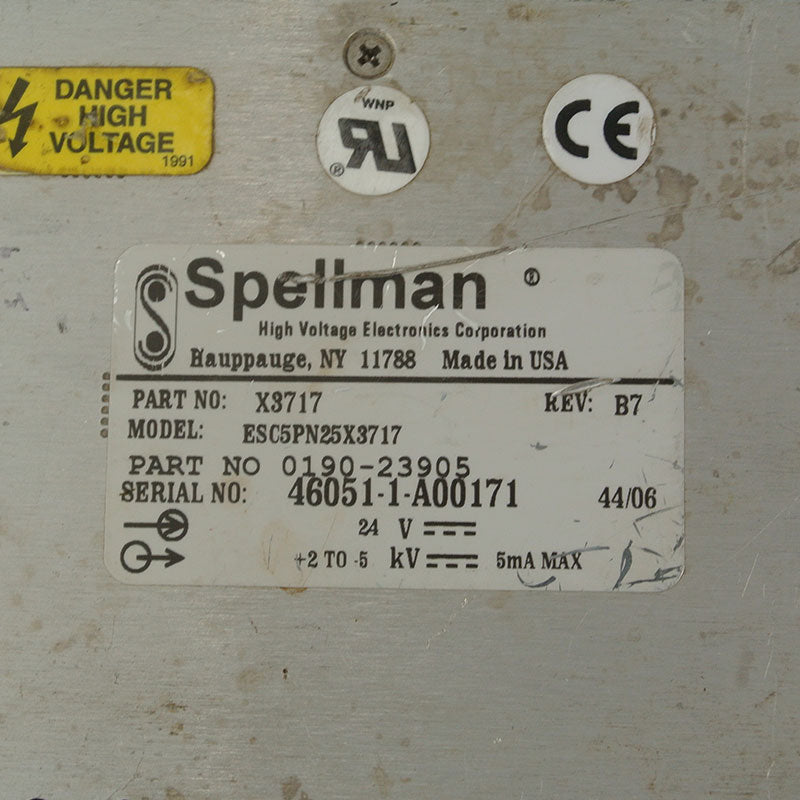 DANGER
HIGH
VOLTAGE
1991
WNP
®
CE
Spellman ®
High Voltage Electronics Corporation
Hauppauge, NY 11788 Made in USA
PART NO: X3717 REV: B7
MODEL: ESC5PN25X3717
PART NO 0190-23905
SERIAL NO: 46051-1-A00171 44/06
24 V
+2 TO -5 kV 5mA MAX